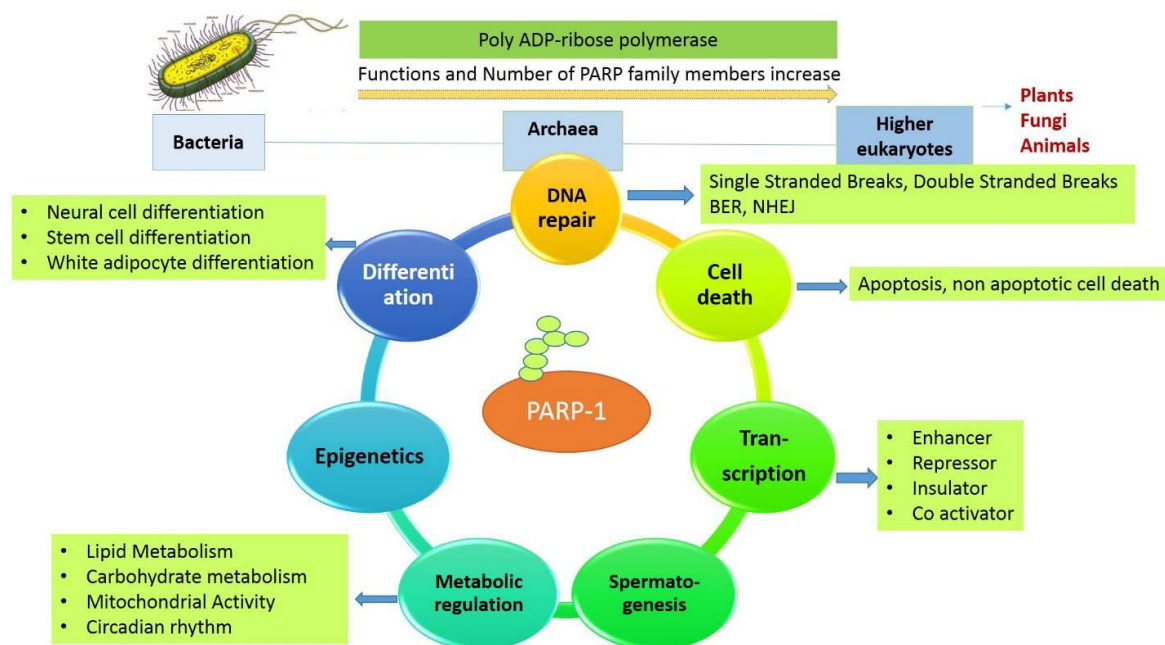 Poly ADP-ribose polymerase
Functions and Number of PARP family members increase
Bacteria
Archaea
Higher
eukaryotes
Plants
Fungi
Animals
DNA
repair
Single Stranded Breaks, Double Stranded Breaks
BER, NHEJ
Cell
death
Apoptosis, non apoptotic cell death
Tran-
scription
• Enhancer
• Repressor
• Insulator
• Co activator
Spermato-
genesis
Metabolic
regulation
• Lipid Metabolism
• Carbohydrate metabolism
• Mitochondrial Activity
• Circadian rhythm
Epigenetics
Differenti
ation
• Neural cell differentiation
• Stem cell differentiation
• White adipocyte differentiation
PARP-1